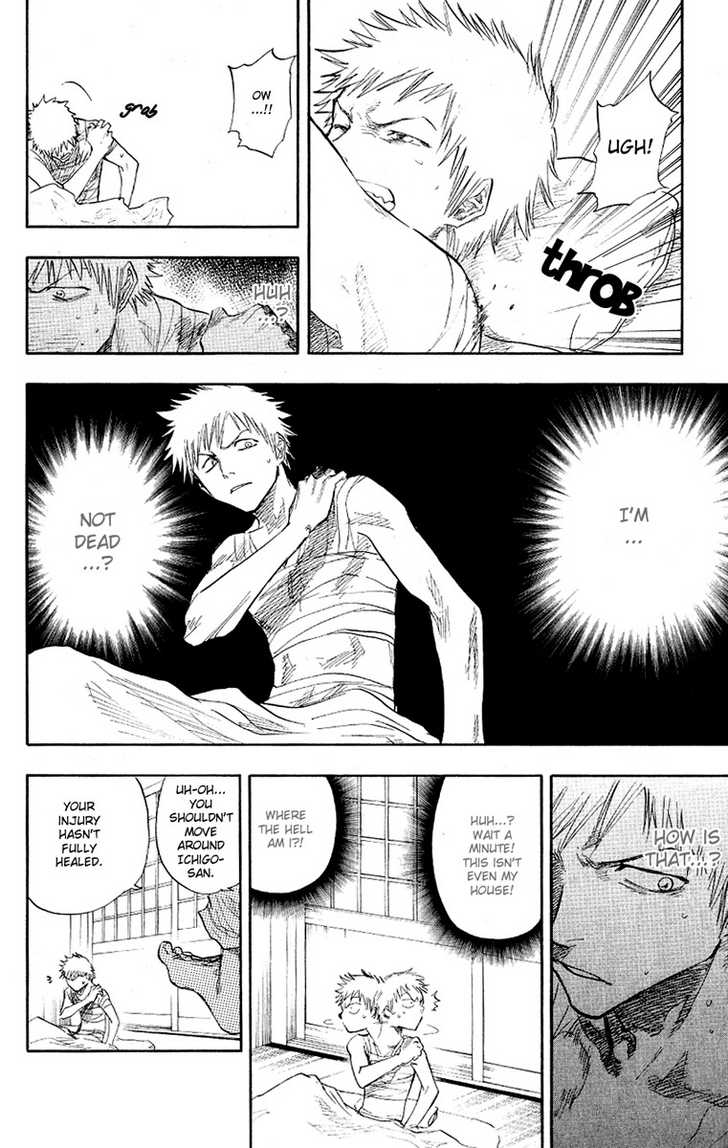 UGH!
throb
OW
...!!
grab
HUH
...?
I'M
...
NOT
DEAD
...?
HOW IS
THAT...?
HUH...?
WAIT A
MINUTE!
THIS ISN'T
EVEN MY
HOUSE!
WHERE
THE HELL
AM I?!
UH-OH...
YOU
SHOULDN'T
MOVE
AROUND
ICHIGO-
SAN.
YOUR
INJURY
HASN'T
FULLY
HEALED.